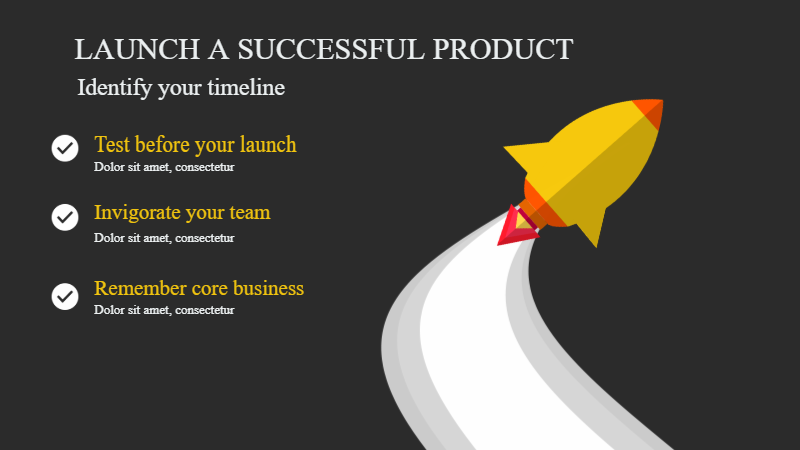 LAUNCH A SUCCESSFUL PRODUCT
Identify your timeline
Test before your launch
Dolor sit amet, consectetur
Invigorate your team
Dolor sit amet, consectetur
Remember core business
Dolor sit amet, consectetur